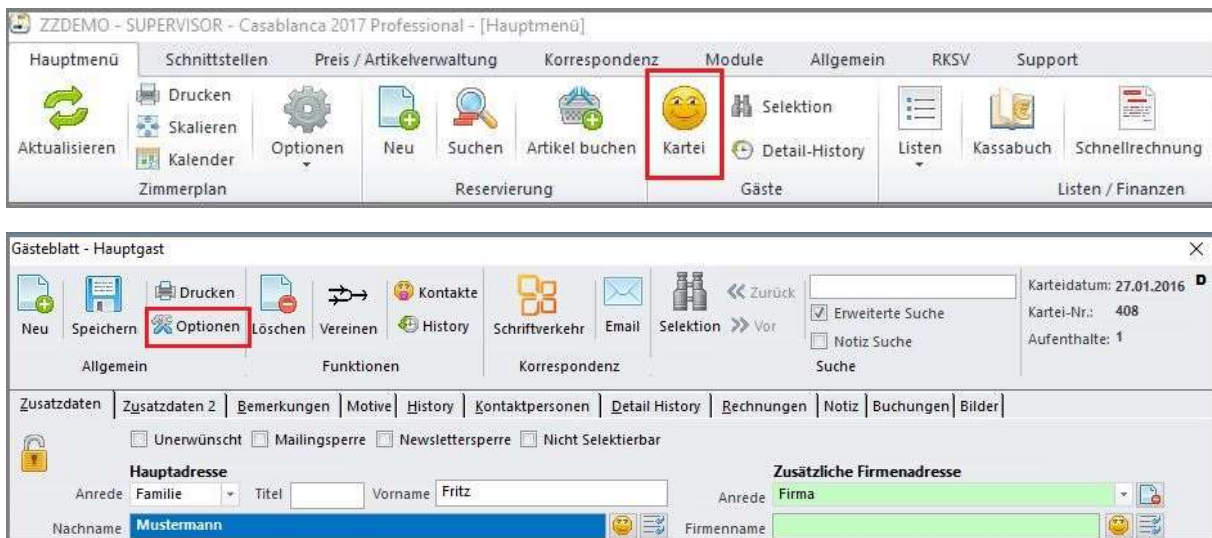 ZZDEMO - SUPERVISOR - Casablanca 2017 Professional - [Hauptmenü]
Hauptmenü Schnittstellen Preis / Artikelverwaltung Korrespondenz Module Allgemein RKSV Support
Drucken
Skalieren
Kalender
Selektion
Detail-History
Aktualisieren Optionen Neu Suchen Artikel buchen Kartei Listen Kassabuch Schnellrechnung
Zimmerplan Reservierung Gäste Listen / Finanzen
Gästeblatt - Hauptgast
Drucken Kontakte Zurück Karteidatum: 27.01.2016 D
Optionen History Erweiterte Suche Kartei-Nr.: 408
Neu Speichern Löschen Vereinen Schriftverkehr Email Selektion Vor
Notiz Suche Aufenthalte: 1
Allgemein Funktionen Korrespondenz Suche
Zusatzdaten Zusatzdaten 2 Bemerkungen Motive History Kontaktpersonen Detail History Rechnungen Notiz Buchungen Bilder
Unerwünscht Mailingsperre Newslettersperre Nicht Selektierbar
Hauptadresse Zusätzliche Firmenadresse
Anrede Familie Titel Vorname Fritz Anrede Firma
Nachname Mustermann Firmenname